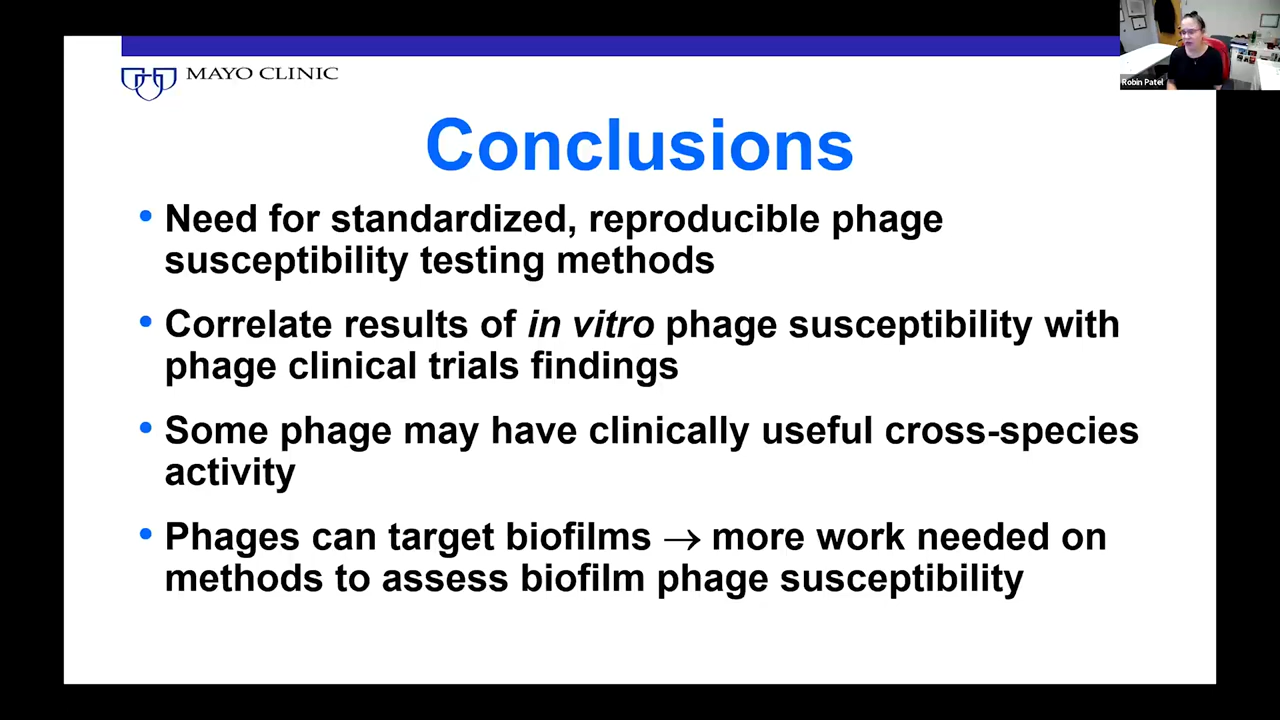 Robin Patel
MAYO CLINIC
Conclusions
• Need for standardized, reproducible phage
susceptibility testing methods
• Correlate results of in vitro phage susceptibility with
phage clinical trials findings
• Some phage may have clinically useful cross-species
activity
• Phages can target biofilms → more work needed on
methods to assess biofilm phage susceptibility